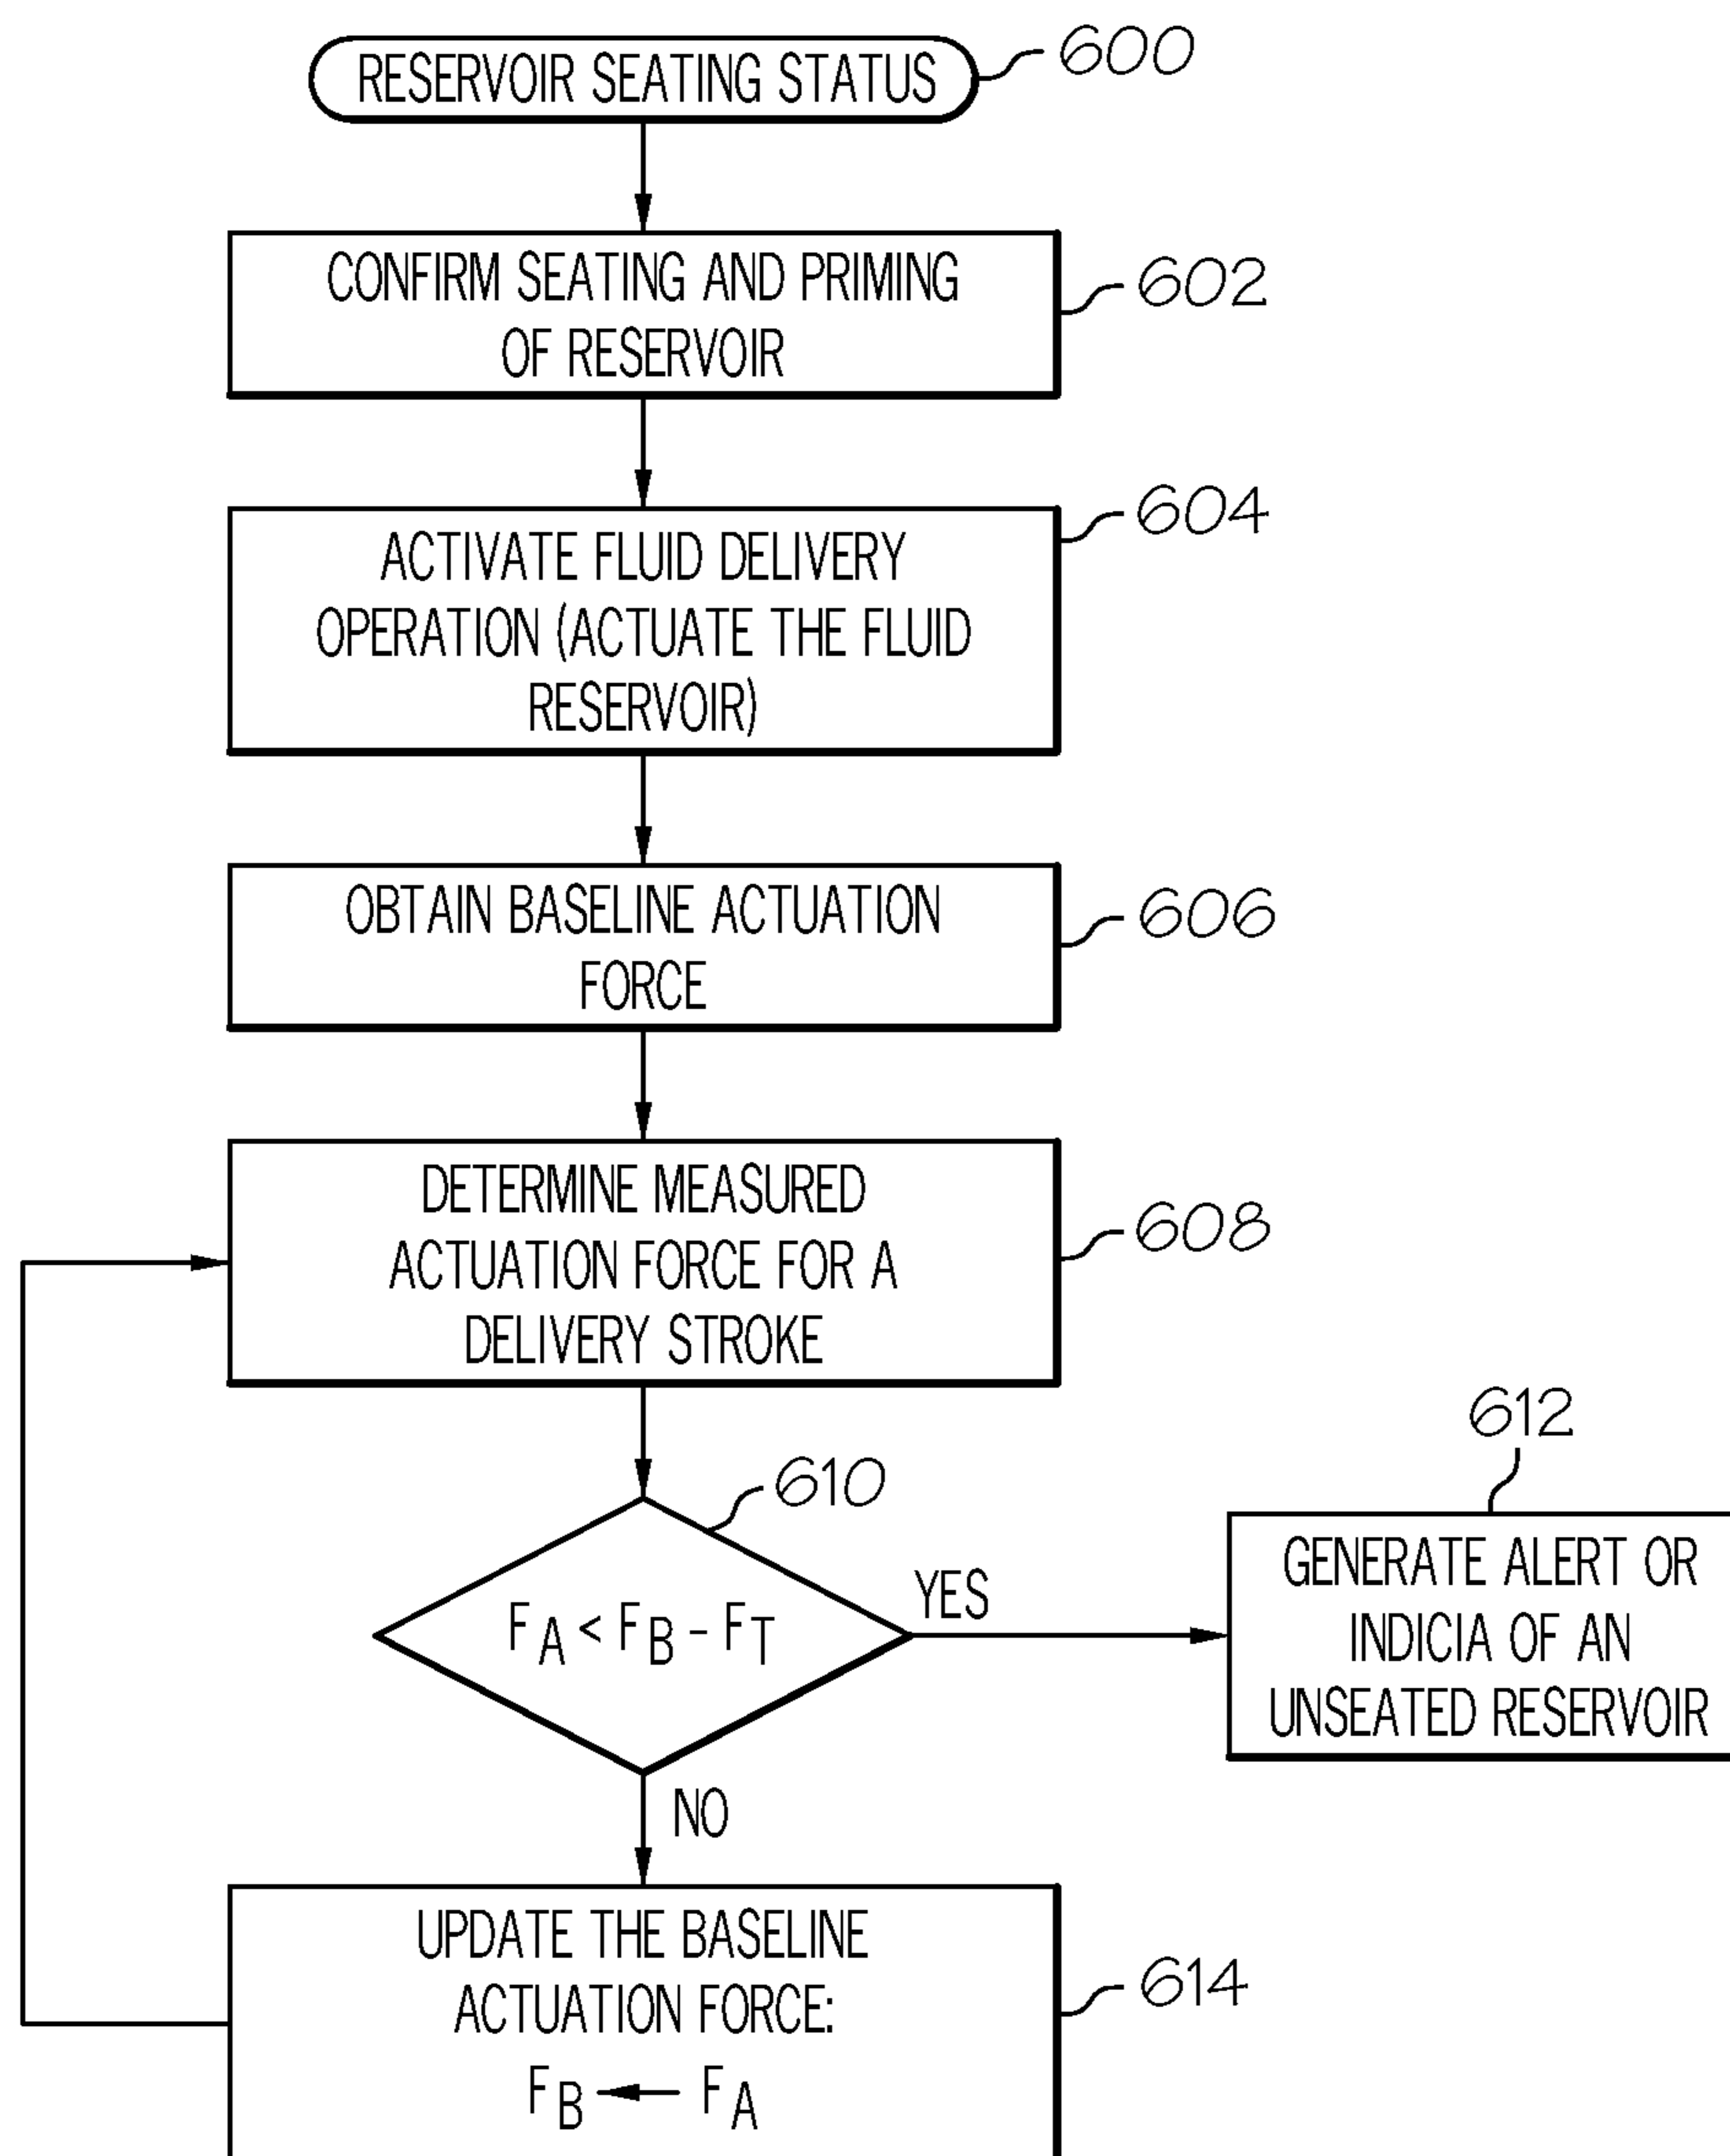 RESERVOIR SEATING STATUS
600
CONFIRM SEATING AND PRIMING
OF RESERVOIR
602
ACTIVATE FLUID DELIVERY
OPERATION (ACTUATE THE FLUID
RESERVOIR)
604
OBTAIN BASELINE ACTUATION
FORCE
606
DETERMINE MEASURED
ACTUATION FORCE FOR A
DELIVERY STROKE
608
610
FA < FB - FT
YES
612
GENERATE ALERT OR
INDICIA OF AN
UNSEATED RESERVOIR
NO
UPDATE THE BASELINE
ACTUATION FORCE:
FB ← FA
614